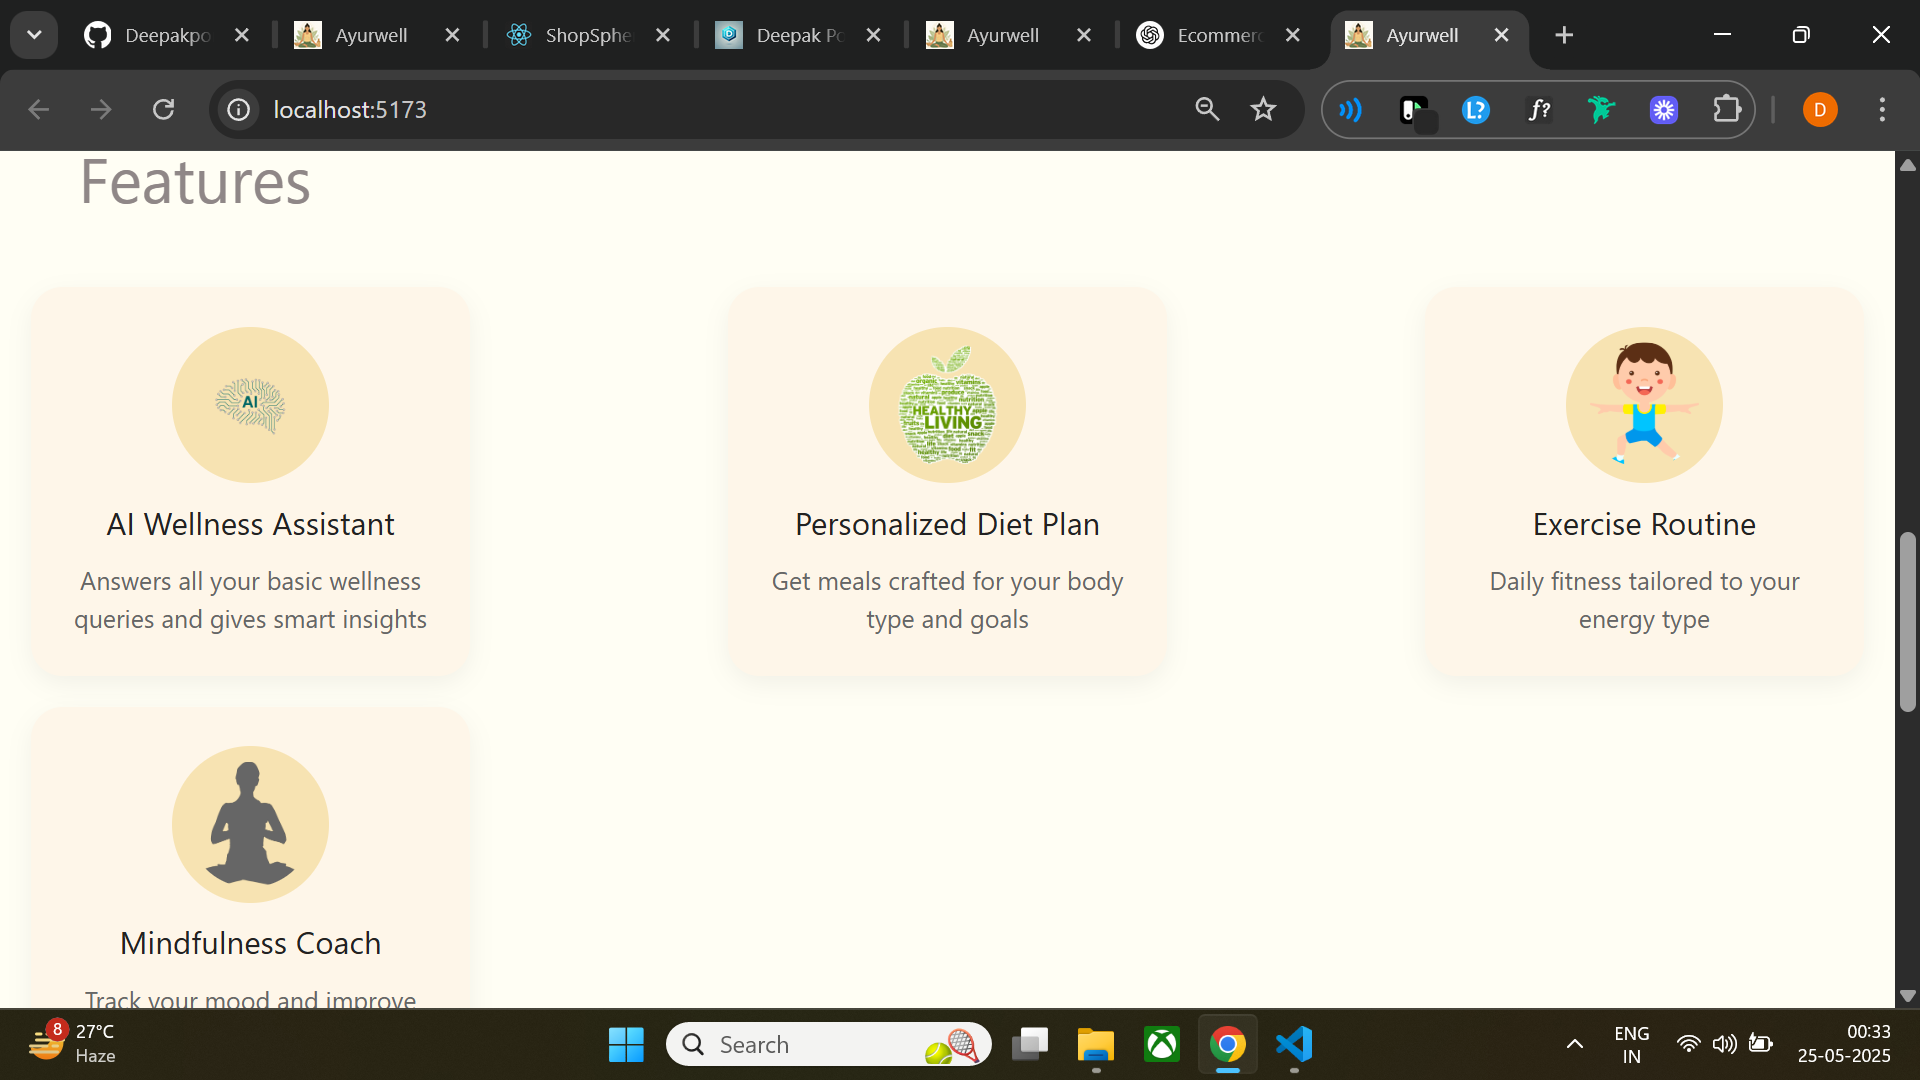 Deepakpo
Ayurwell
ShopSphe
Deepak Po
Ayurwell
Ecommerc
Ayurwell
localhost:5173
L?
f?
D
Features
AI
HEALTHY
LIVING
AI Wellness Assistant
Answers all your basic wellness
queries and gives smart insights
Personalized Diet Plan
Get meals crafted for your body
type and goals
Exercise Routine
Daily fitness tailored to your
energy type
Mindfulness Coach
Track your mood and improve
8
27°C
Haze
Search
ENG
IN
00:33
25-05-2025